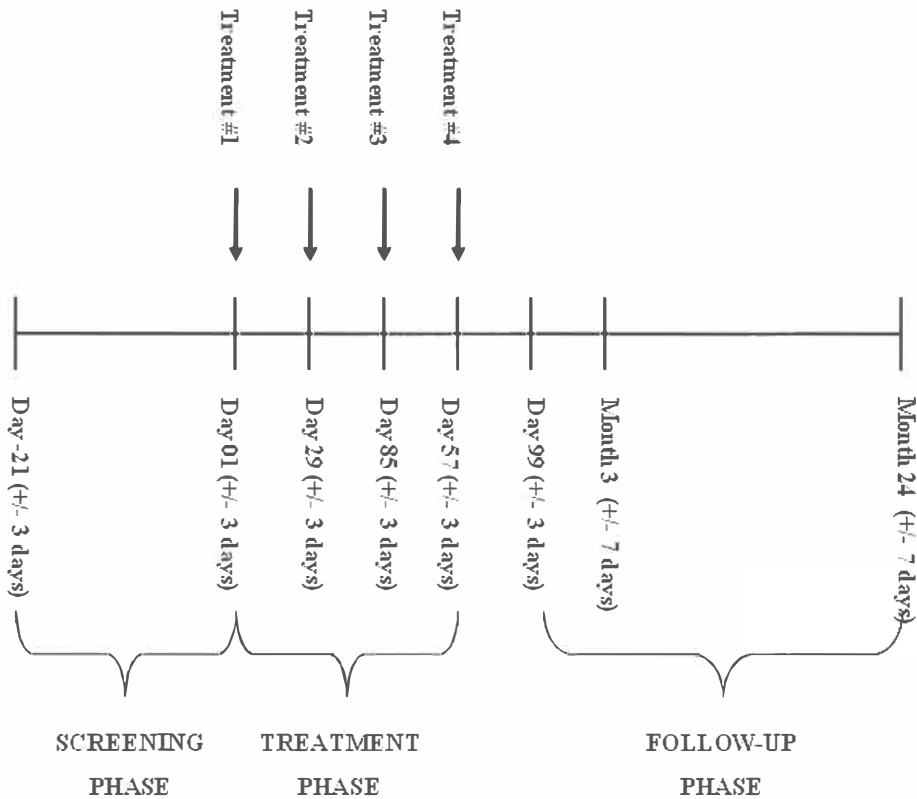 Treatment #1
Treatment #2
Treatment #3
Treatment #4
Day -21 (+/- 3 days)
Day 01 (+/- 3 days)
Day 29 (+/- 3 days)
Day 85 (+/- 3 days)
Day 57 (+/- 3 days)
Day 99 (+/- 3 days)
Month 3 (+/- 7 days)
Month 24 (+/- 7 days)
SCREENING
PHASE
TREATMENT
PHASE
FOLLOW-UP
PHASE